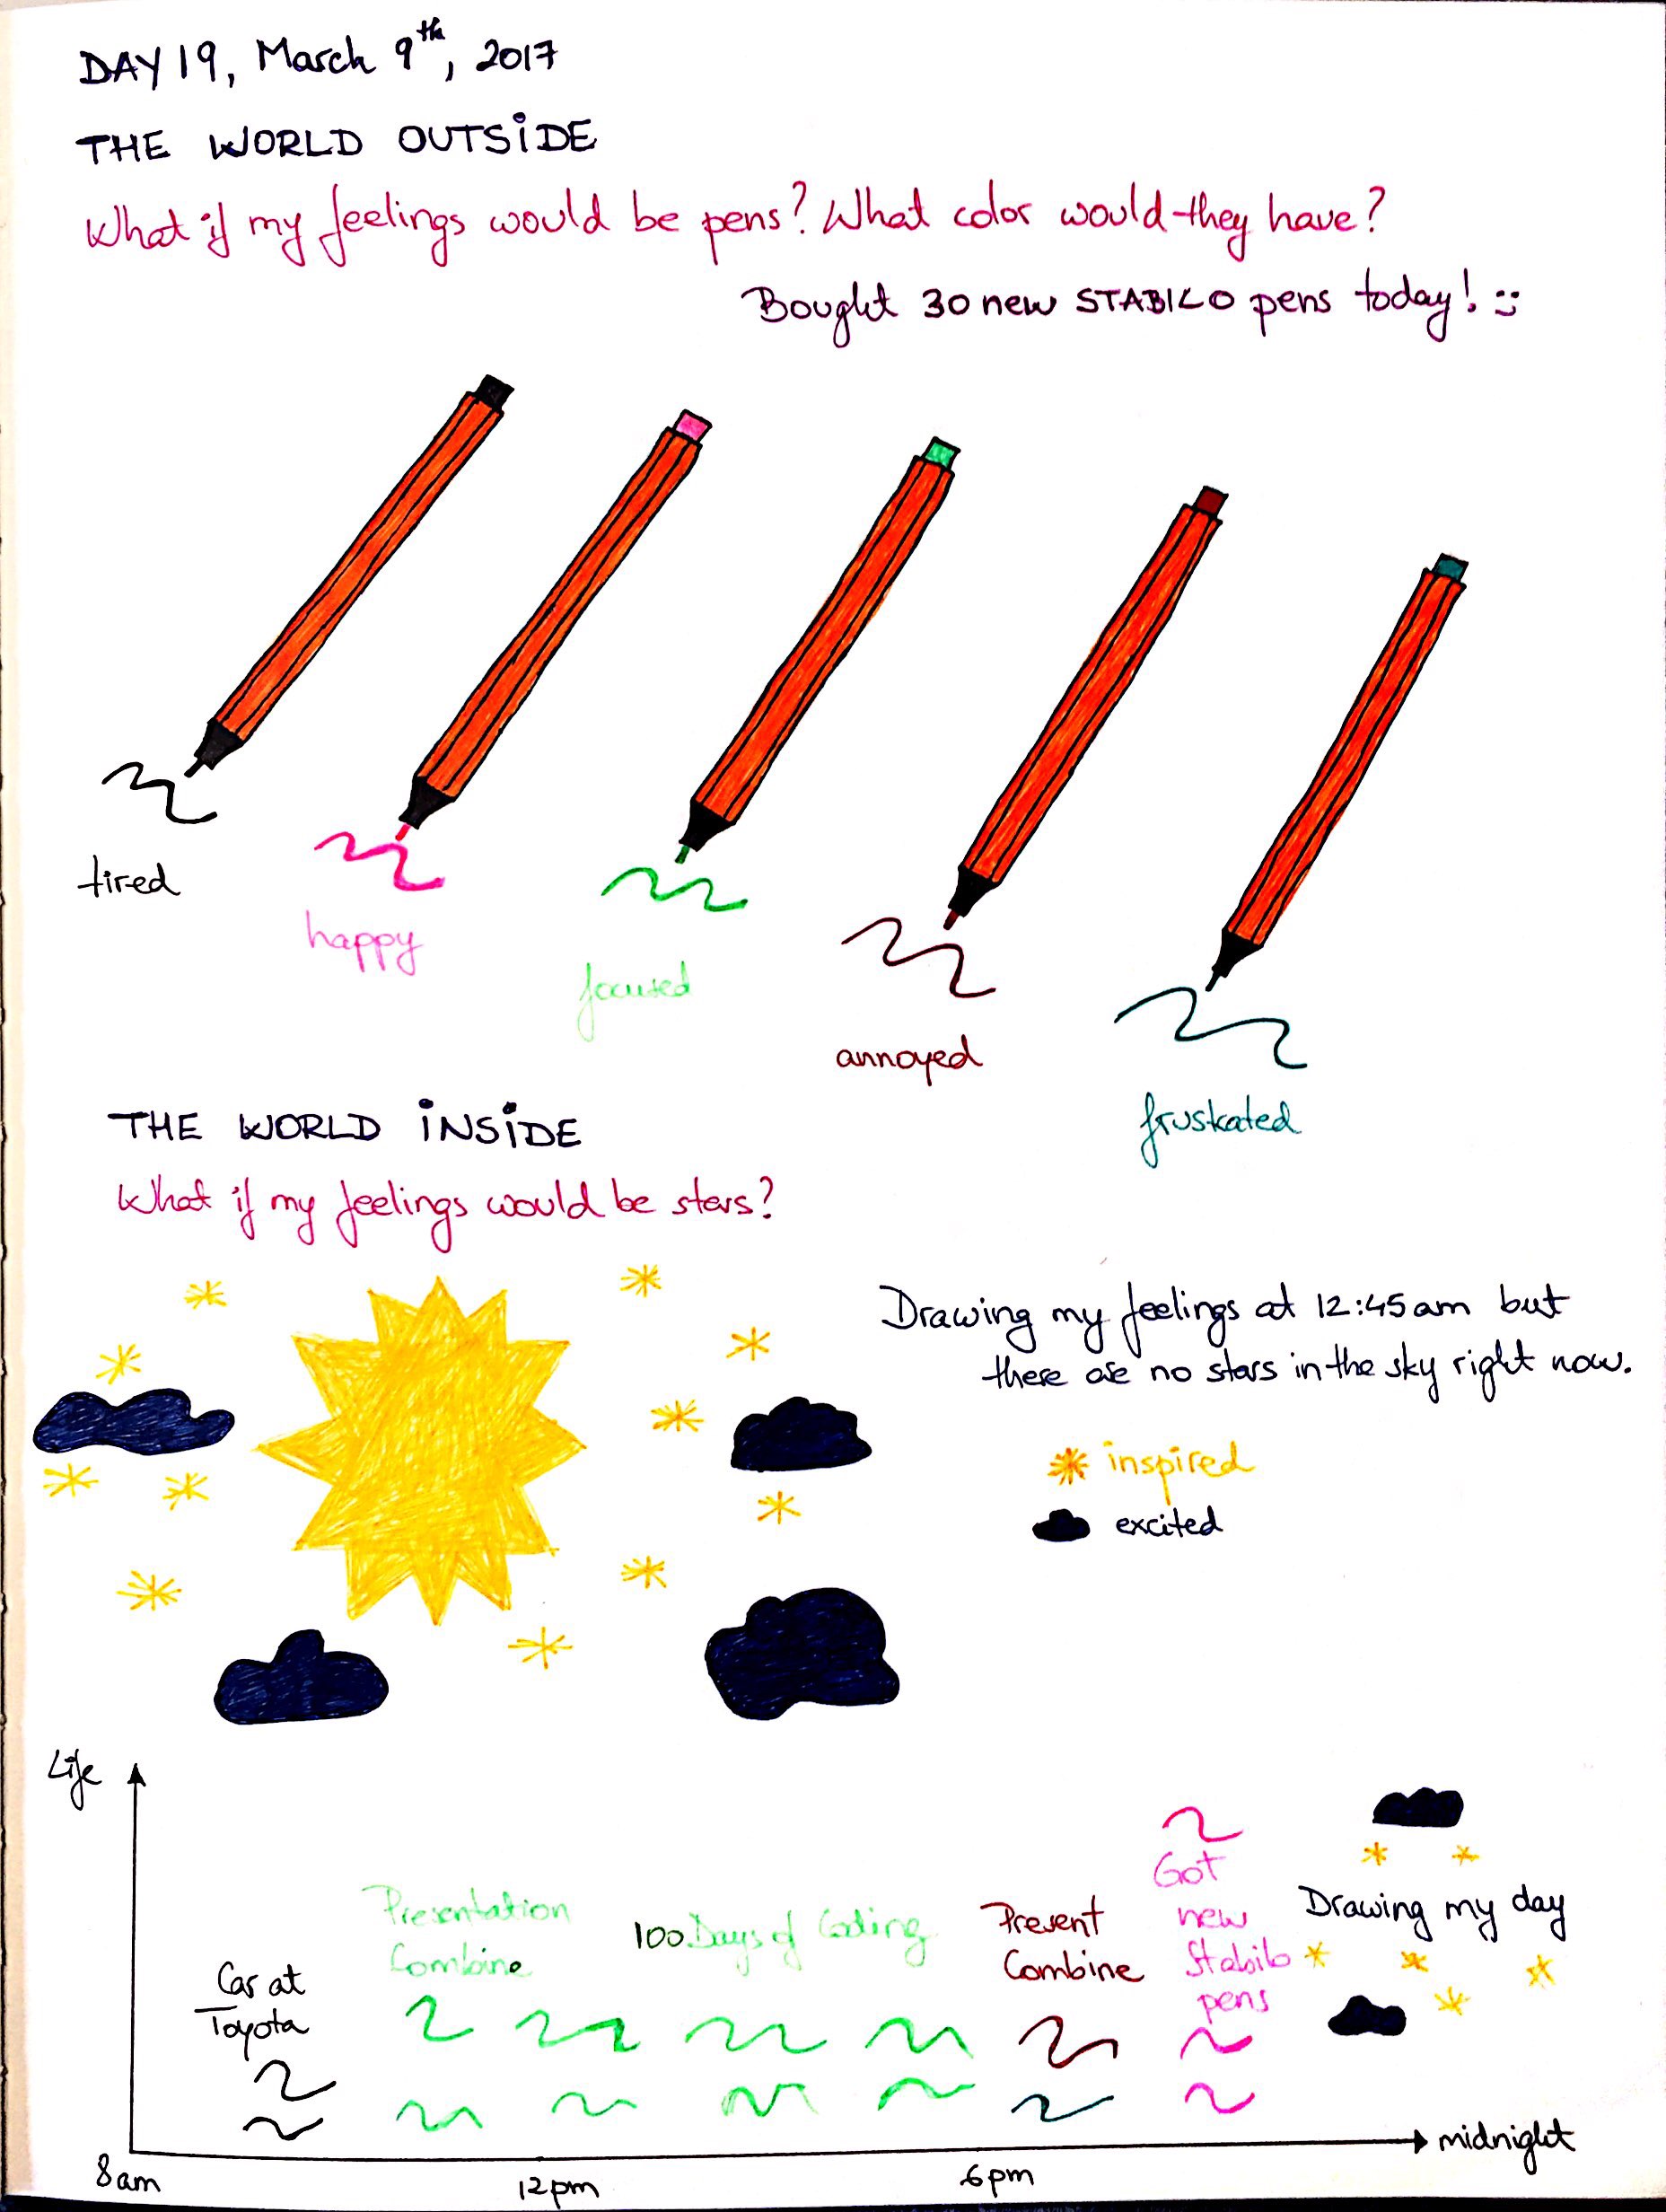 DAY 19, March 9th, 2017
THE WORLD OUTSIDE
What if my feelings would be pens? What color would they have?
Bought 30 new STABILO pens today! :)
tired
happy
focused
annoyed
frustrated
THE WORLD INSIDE
What if my feelings would be stars?
Drawing my feelings at 12:45 am but
there are no stars in the sky right now.
inspired
excited
Life
Car at
Toyota
Presentation
Combine
100 Days of Coding
Present
Combine
Got
new
Stabilo
pens
Drawing my day
8am
12pm
6pm
midnight